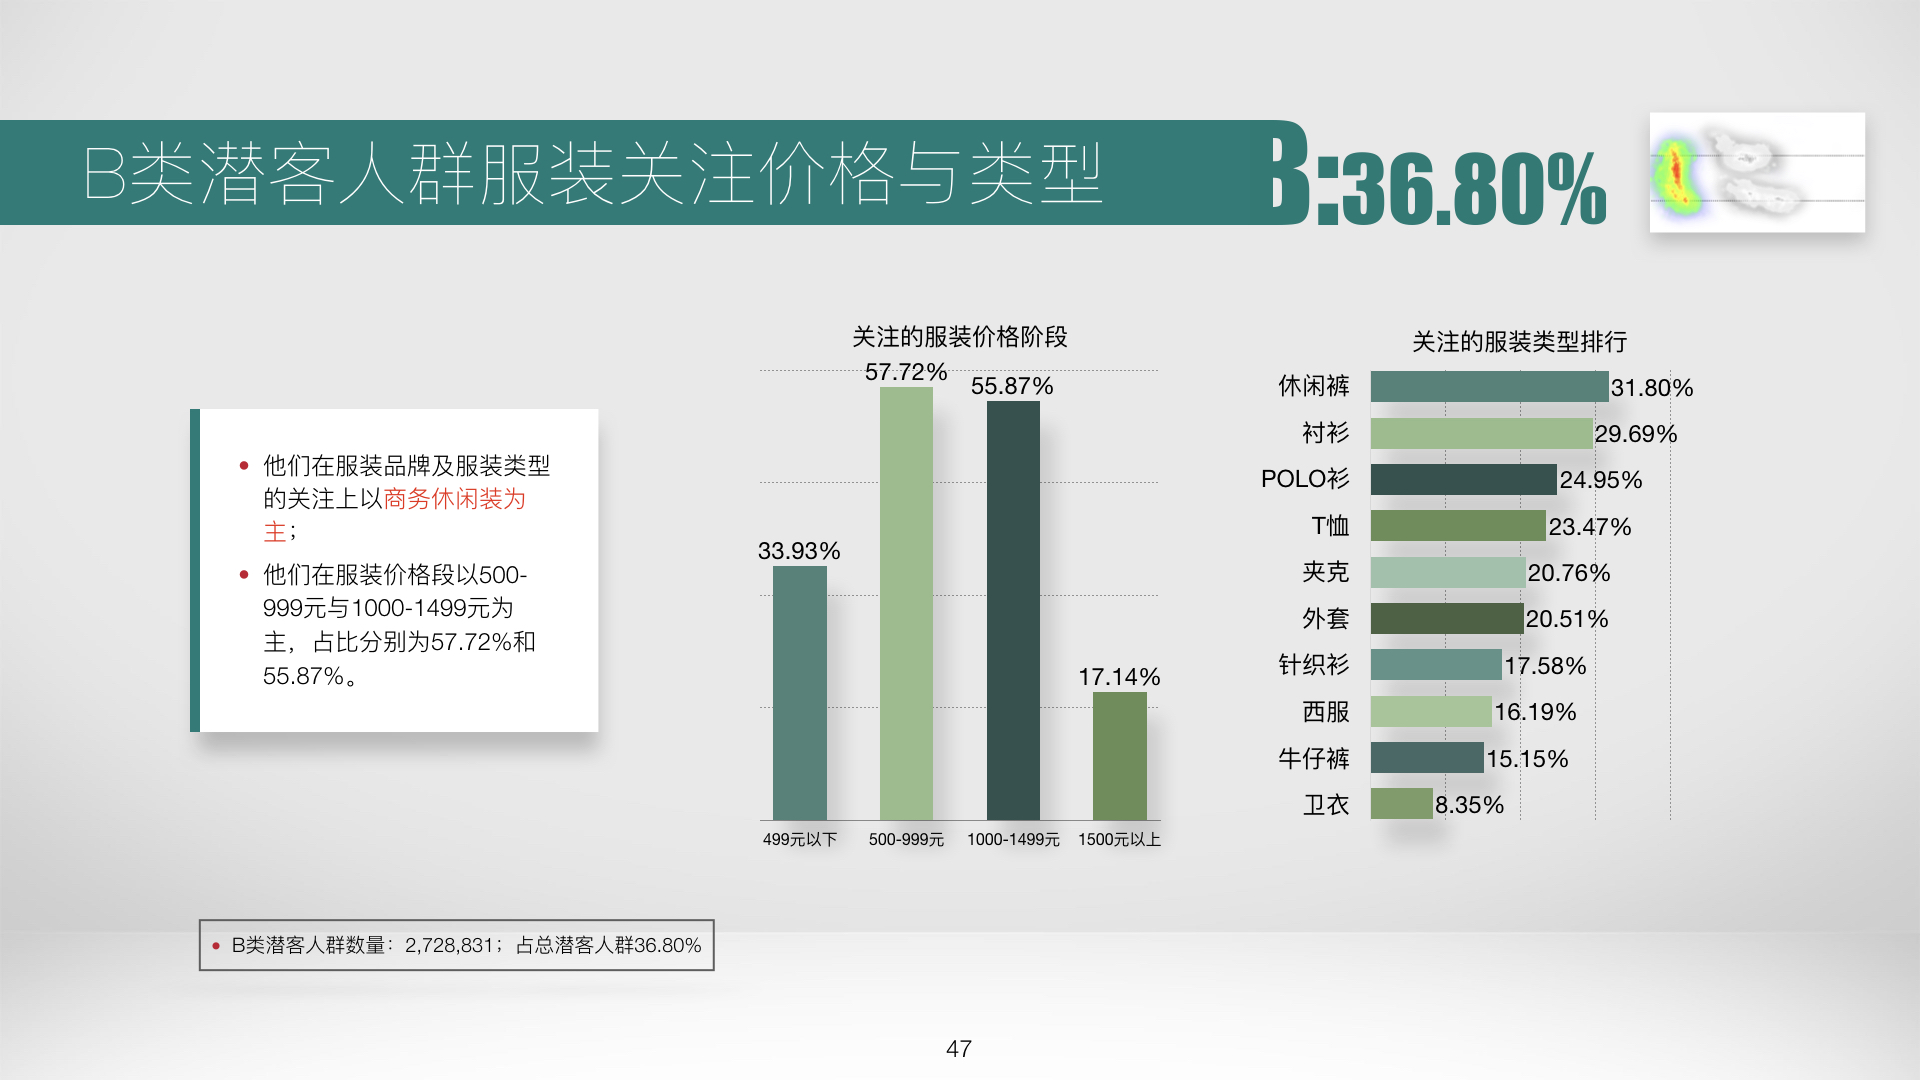 B类潜客人群服装关注价格与类型
B:36.80%
他们在服装品牌及服装类型
的关注上以商务休闲装为
主；
他们在服装价格段以500-
999元与1000-1499元为
主，占比分别为57.72%和
55.87%。
关注的服装价格阶段
57.72%
55.87%
33.93%
17.14%
499元以下
500-999元
1000-1499元
1500元以上
关注的服装类型排行
休闲裤 31.80%
衬衫 29.69%
POLO衫 24.95%
T恤 23.47%
夹克 20.76%
外套 20.51%
针织衫 17.58%
西服 16.19%
牛仔裤 15.15%
卫衣 8.35%
B类潜客人群数量：2,728,831；占总潜客人群36.80%
47